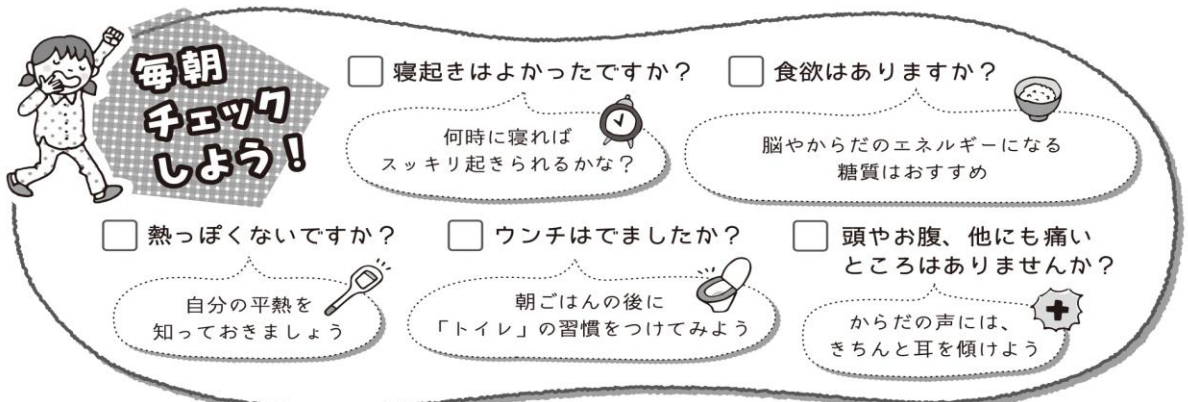 毎朝
チェック
しよう！
寝起きはよかったですか？
何時に寝れば
スッキリ起きられるかな？
食欲はありますか？
脳やからだのエネルギーになる
糖質はおすすめ
熱っぽくないですか？
自分の平熱を
知っておきましょう
ウンチはでましたか？
朝ごはんの後に
「トイレ」の習慣をつけてみよう
頭やお腹、他にも痛い
ところはありませんか？
からだの声には、
きちんと耳を傾けよう